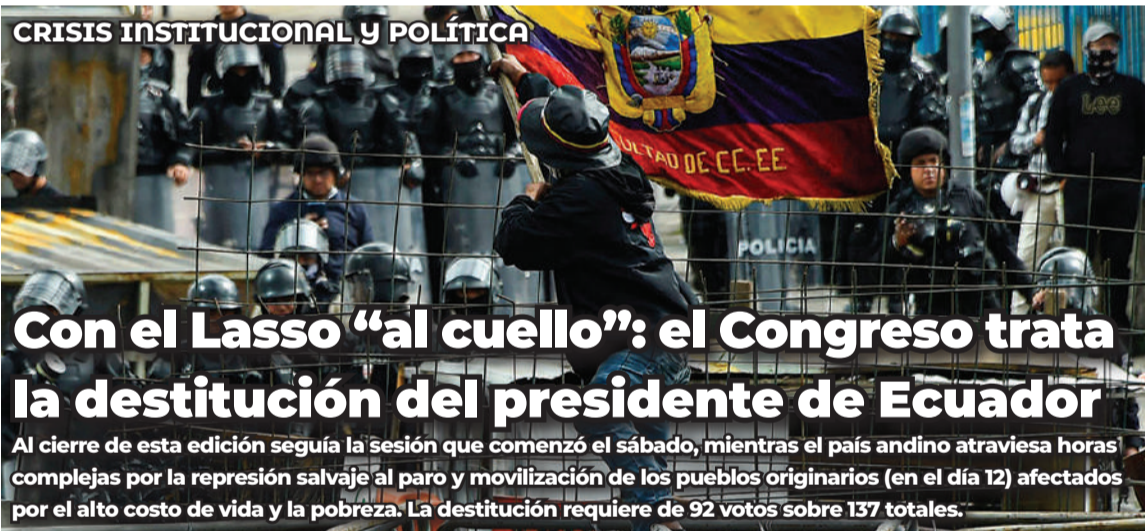 CRISIS INSTITUCIONAL Y POLÍTICA
Lee
ULTAD DE CC. EE
POLICIA
Con el Lasso “al cuello”: el Congreso trata
la destitución del presidente de Ecuador
Al cierre de esta edición seguía la sesión que comenzó el sábado, mientras el país andino atraviesa horas
complejas por la represión salvaje al paro y movilización de los pueblos originarios (en el día 12) afectados
por el alto costo de vida y la pobreza. La destitución requiere de 92 votos sobre 137 totales.